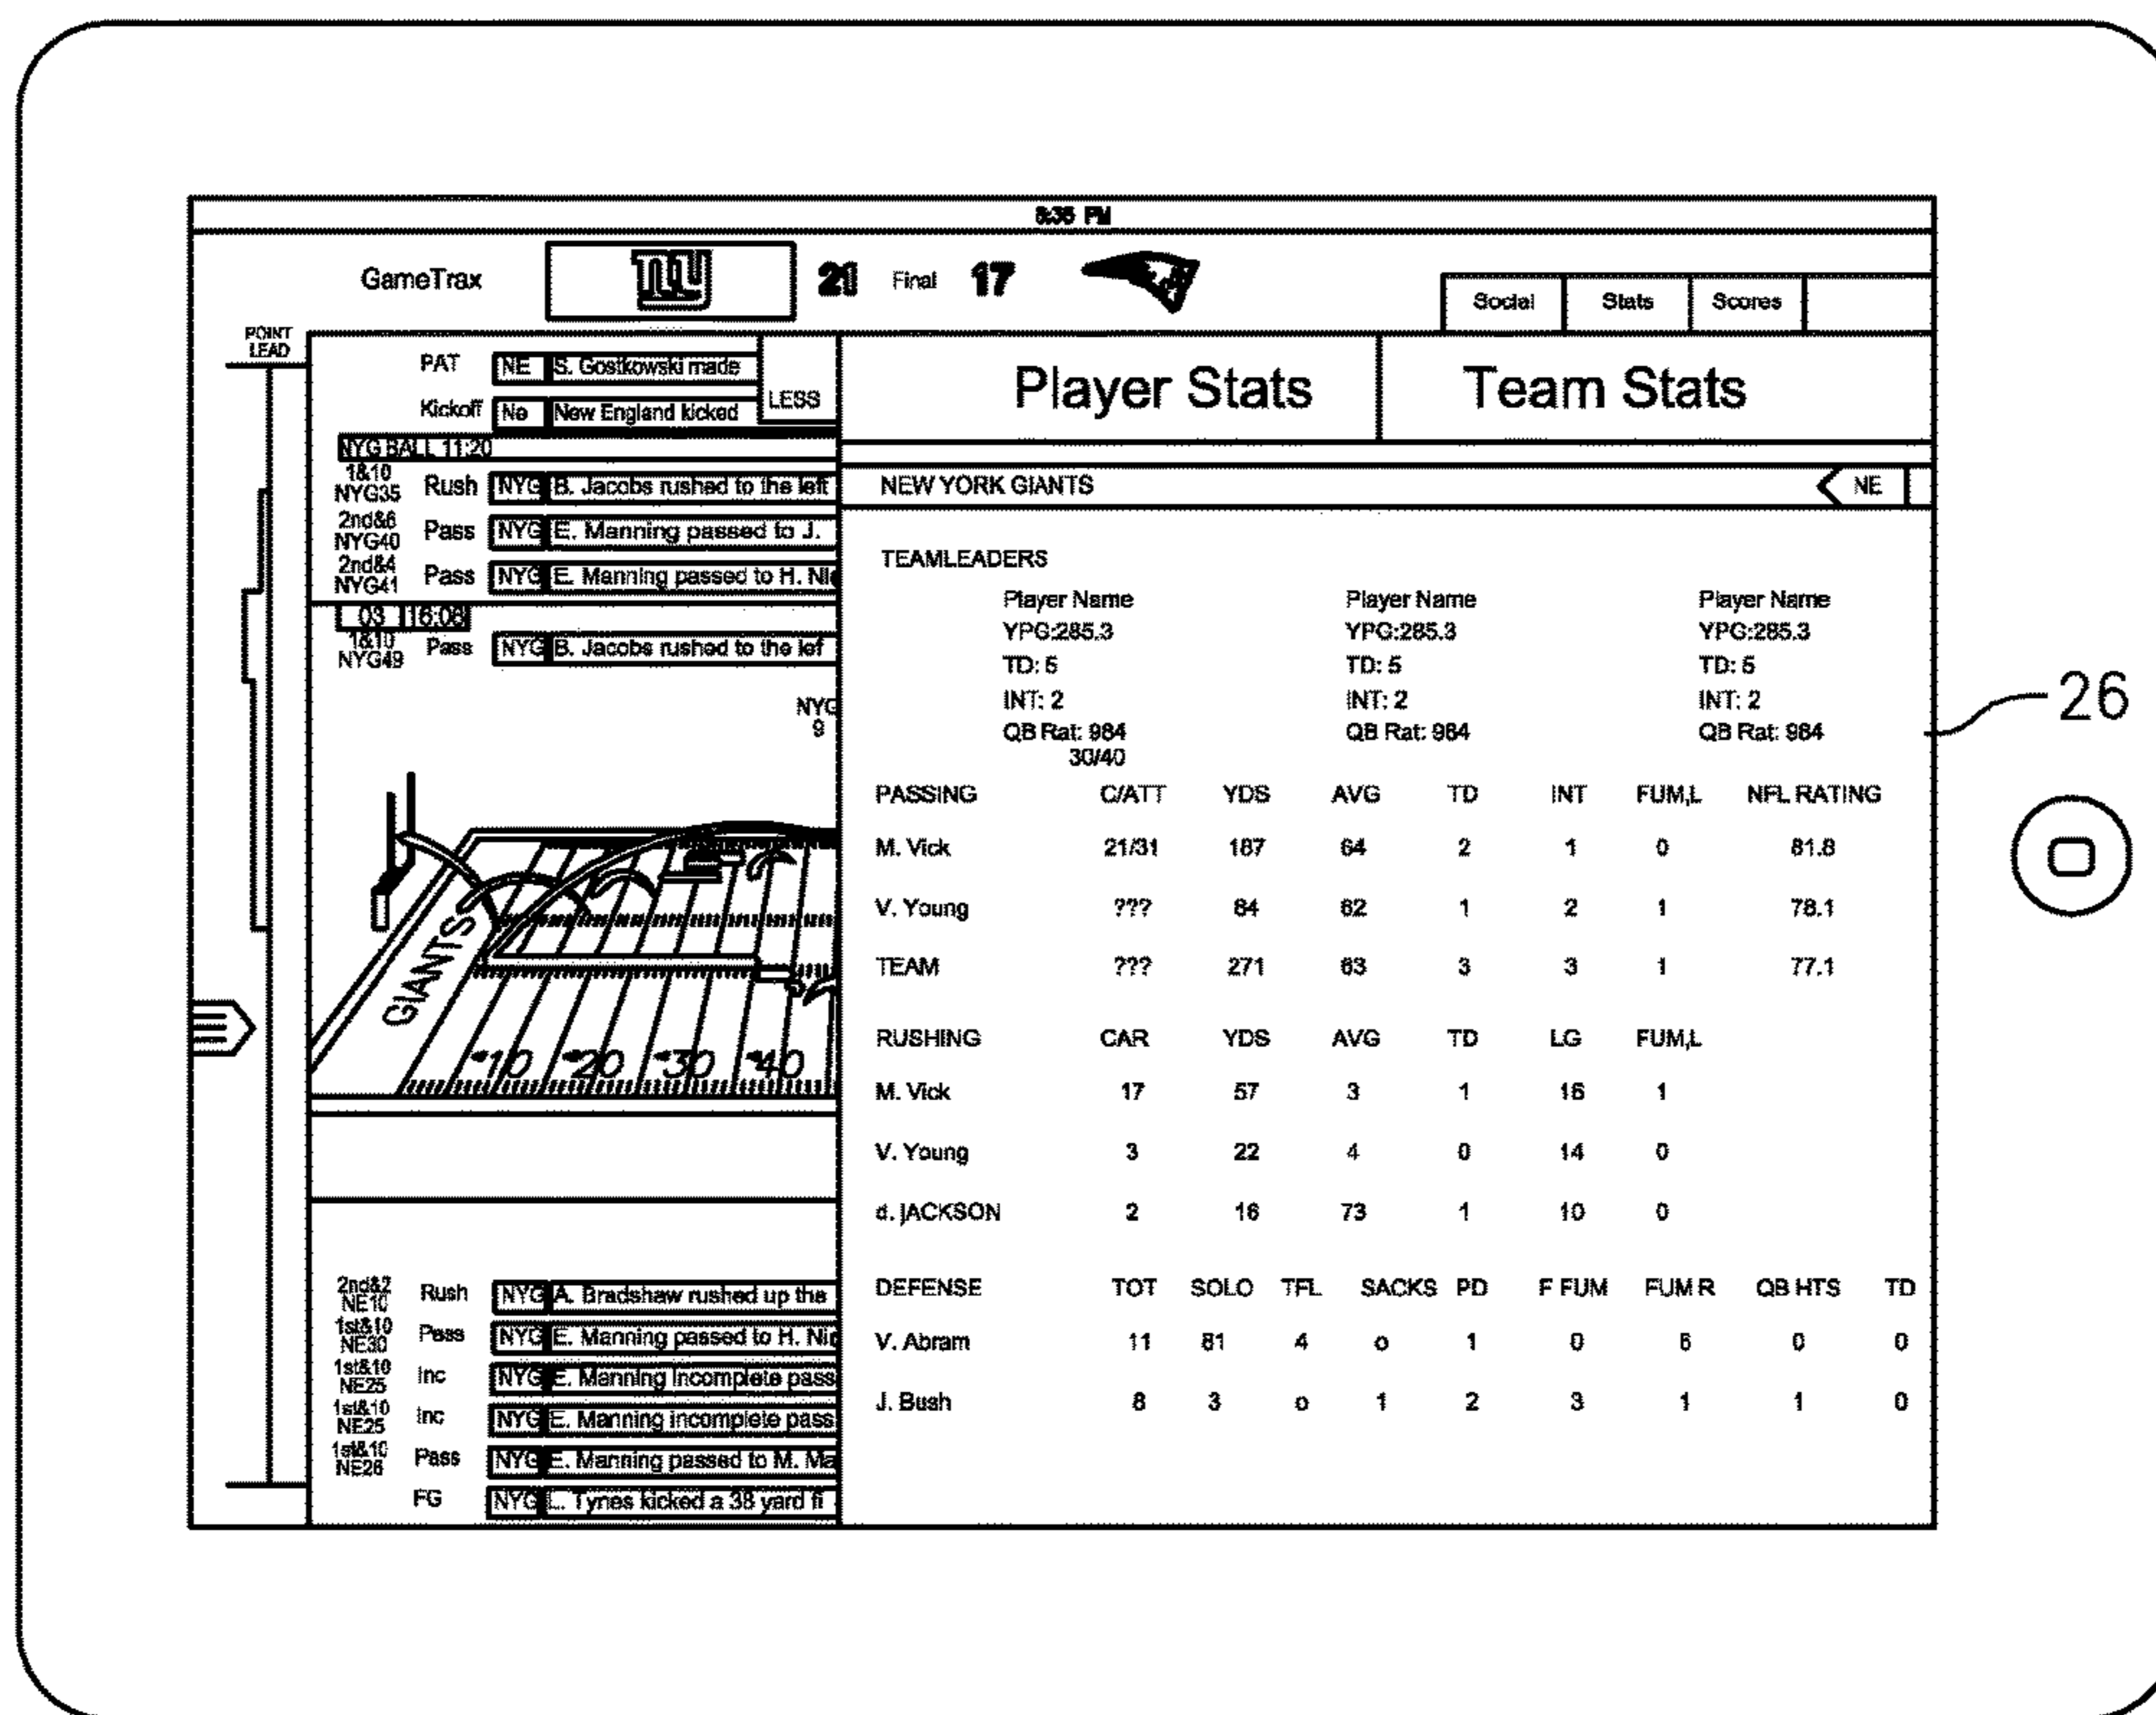 8:35 PM
GameTrax
ny
21 Final 17
Social Stats Scores
POINT
LEAD
PAT NE S. Gostkowski made
Kickoff Ne New England kicked
LESS
NYG BALL 11:20
1&10
NYG35 Rush NYG B. Jacobs rushed to the left
2nd&6
NYG40 Pass NYG E. Manning passed to J.
2nd&4
NYG41 Pass NYG E. Manning passed to H. Nic
03 16:06
1&10
NYG49 Pass NYG B. Jacobs rushed to the lef
NYG
9
GIANTS
10 20 30 40
2nd&2
NE10 Rush NYG A. Bradshaw rushed up the
1st&10
NE30 Pass NYG E. Manning passed to H. Nic
1st&10
NE25 Inc NYG E. Manning incomplete pass
1st&10
NE25 Inc NYG E. Manning incomplete pass
1st&10
NE26 Pass NYG E. Manning passed to M. Ma
FG NYG L. Tynes kicked a 38 yard fi
Player Stats Team Stats
NEW YORK GIANTS NE
TEAMLEADERS
Player Name Player Name Player Name
YPG:285.3 YPG:285.3 YPG:285.3
TD: 5 TD: 5 TD: 5
INT: 2 INT: 2 INT: 2
QB Rat: 984 QB Rat: 984 QB Rat: 984
30/40
PASSING C/ATT YDS AVG TD INT FUM,L NFL RATING
M. Vick 21/31 187 64 2 1 0 81.8
V. Young ??? 84 62 1 2 1 78.1
TEAM ??? 271 63 3 3 1 77.1
RUSHING CAR YDS AVG TD LG FUM,L
M. Vick 17 57 3 1 16 1
V. Young 3 22 4 0 14 0
d. jACKSON 2 16 73 1 10 0
DEFENSE TOT SOLO TFL SACKS PD F FUM FUM R QB HTS TD
V. Abram 11 81 4 o 1 0 6 0 0
J. Bush 8 3 o 1 2 3 1 1 0
26